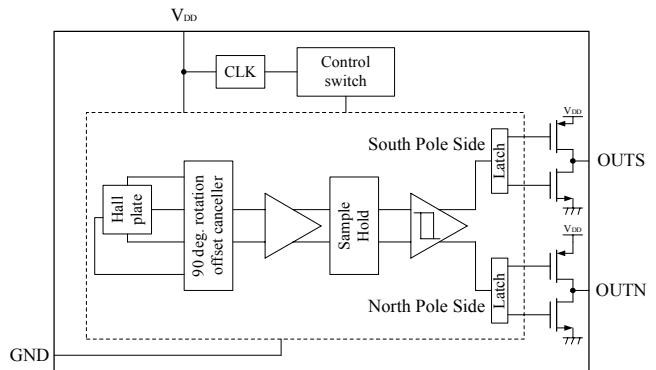 VDD
CLK
Control
switch
VDD
South Pole Side
Latch
OUTS
Hall
plate
90 deg. rotation
offset canceller
Sample
Hold
VDD
Latch
OUTN
North Pole Side
GND